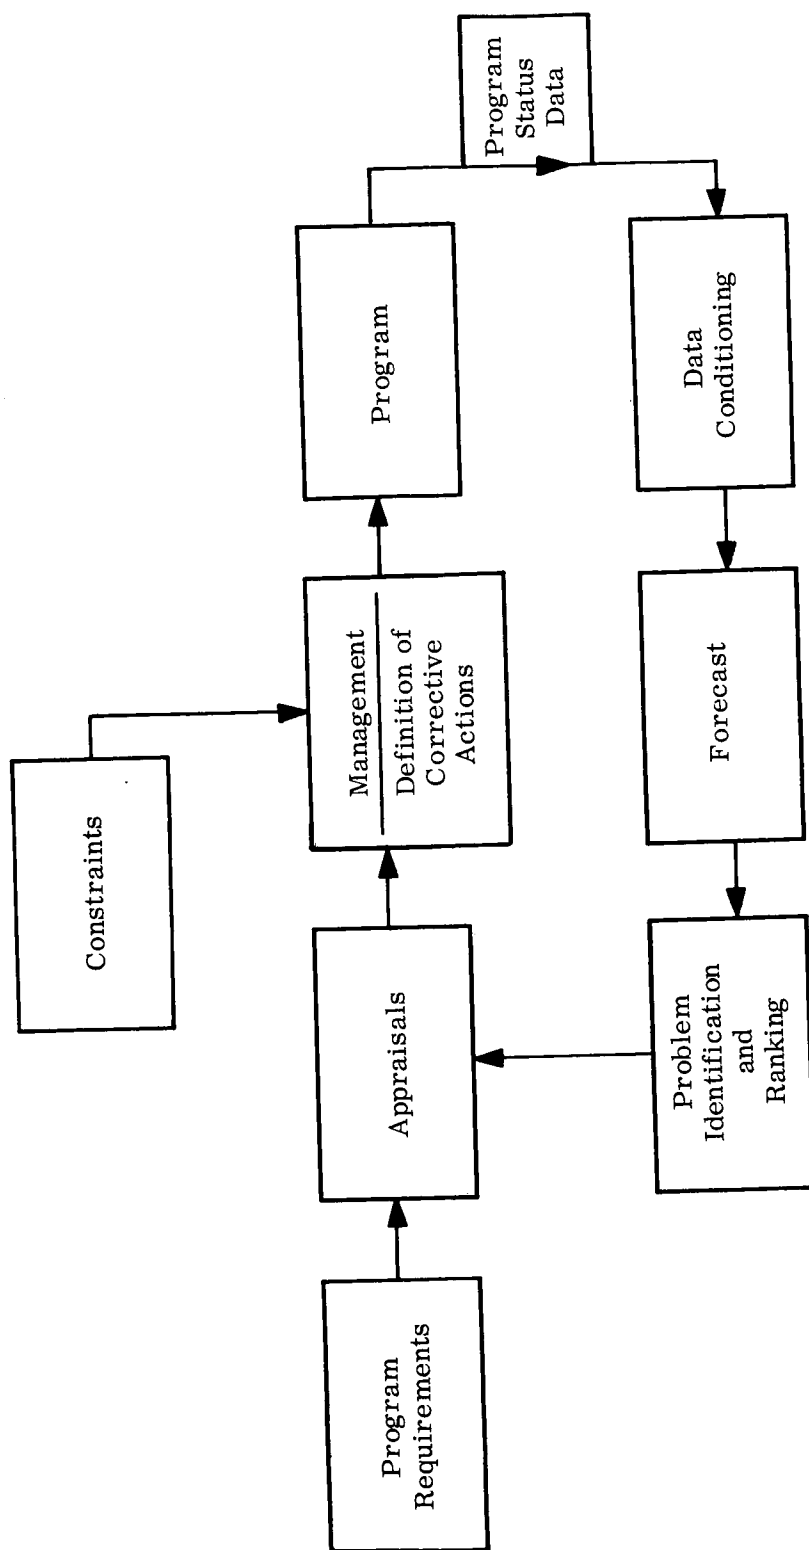 Constraints
Program
Requirements
Appraisals
Management
Definition of
Corrective
Actions
Program
Program
Status
Data
Problem
Identification
and
Ranking
Forecast
Data
Conditioning